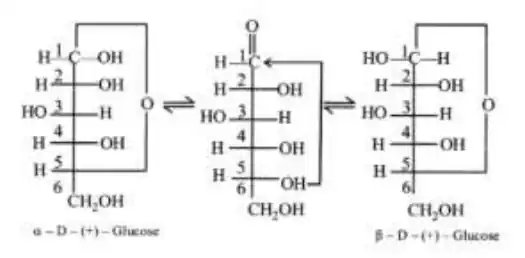 O
H 1 C OH
H 1 C
HO 1 C H
H 2 OH
H 2 OH
H 2 OH
HO 3 H
O
HO 3 H
HO 3 H
O
H 4 OH
H 4 OH
H 4 OH
H 5
H 5 OH
H 5
6 CH₂OH
6 CH₂OH
6 CH₂OH
α – D – (+) – Glucose
β – D – (+) – Glucose